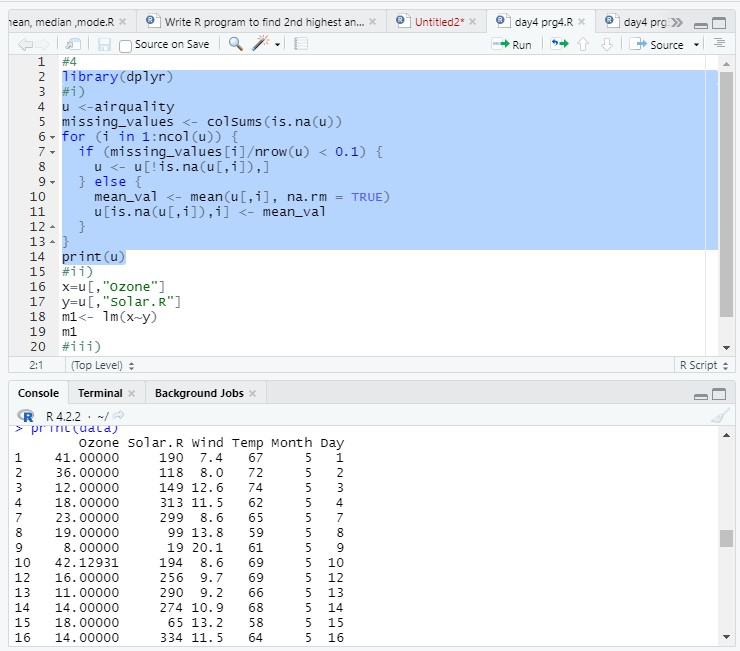 nean, median ,mode.R
Write R program to find 2nd highest an...
Untitled2*
day4 prg4.R
day4 prg
Source on Save
Run
Source
1 #4
2 library(dplyr)
3 #i)
4 u <-airquality
5 missing_values <- colSums(is.na(u))
6 for (i in 1:ncol(u)) {
7 if (missing_values[i]/nrow(u) < 0.1) {
8 u <- u[!is.na(u[,i]),]
9 } else {
10 mean_val <- mean(u[,i], na.rm = TRUE)
11 u[is.na(u[,i]),i] <- mean_val
12 }
13 }
14 print(u)
15 #ii)
16 x=u[,"Ozone"]
17 y=u[,"Solar.R"]
18 m1<- lm(x~y)
19 m1
20 #iii)
2:1 (Top Level) R Script
Console Terminal Background Jobs
R 4.2.2 · ~/
> print(data)
Ozone Solar.R Wind Temp Month Day
1 41.00000 190 7.4 67 5 1
2 36.00000 118 8.0 72 5 2
3 12.00000 149 12.6 74 5 3
4 18.00000 313 11.5 62 5 4
7 23.00000 299 8.6 65 5 7
8 19.00000 99 13.8 59 5 8
9 8.00000 19 20.1 61 5 9
10 42.12931 194 8.6 69 5 10
12 16.00000 256 9.7 69 5 12
13 11.00000 290 9.2 66 5 13
14 14.00000 274 10.9 68 5 14
15 18.00000 65 13.2 58 5 15
16 14.00000 334 11.5 64 5 16